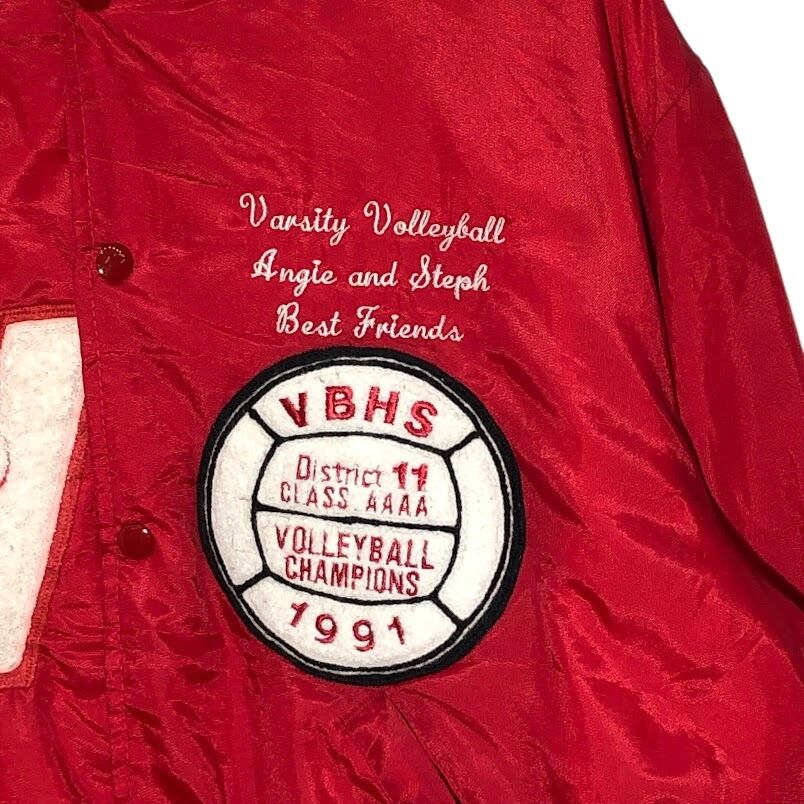 Varsity Volleyball
Angie and Steph
Best Friends
VBHS
District 11
CLASS AAAA
VOLLEYBALL
CHAMPIONS
1991